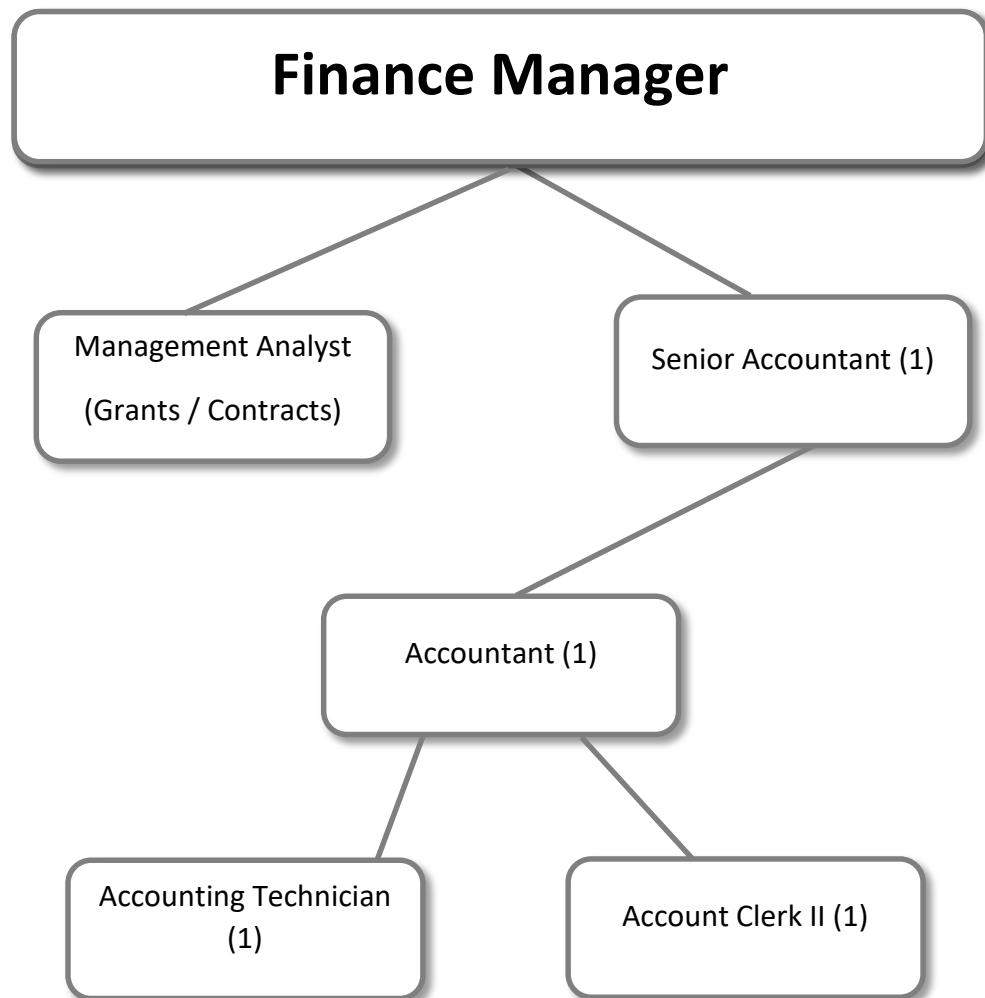 Finance Manager
Management Analyst
(Grants / Contracts)
Senior Accountant (1)
Accountant (1)
Accounting Technician
(1)
Account Clerk II (1)